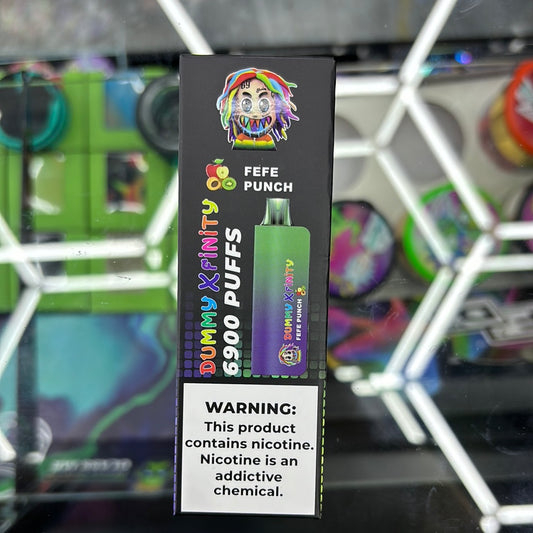 69
FEFE
PUNCH
DUMMY XFiNiTY
6900 PUFFS
DUMMY XFiNiTY
FEFE PUNCH
WARNING:
This product
contains nicotine.
Nicotine is an
addictive
chemical.